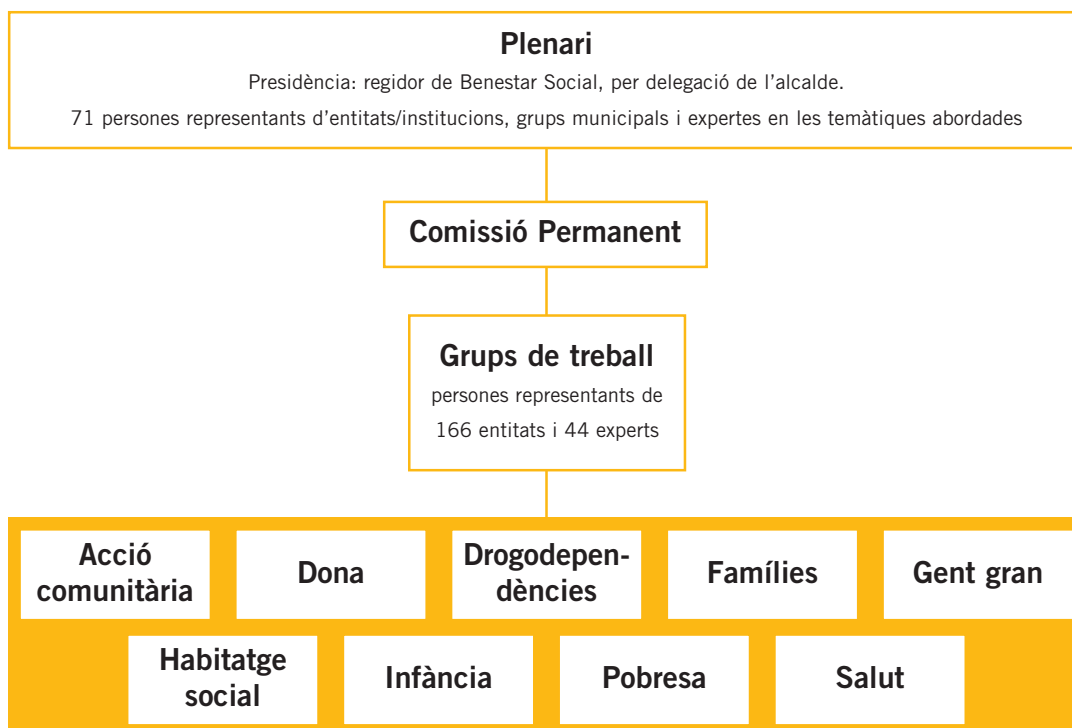 Plenari
Presidència: regidor de Benestar Social, per delegació de l’alcalde.
71 persones representants d’entitats/institucions, grups municipals i expertes en les temàtiques abordades
Comissió Permanent
Grups de treball
persones representants de
166 entitats i 44 experts
Acció
comunitària
Dona
Drogodepen-
dències
Famílies
Gent gran
Habitatge
social
Infància
Pobresa
Salut